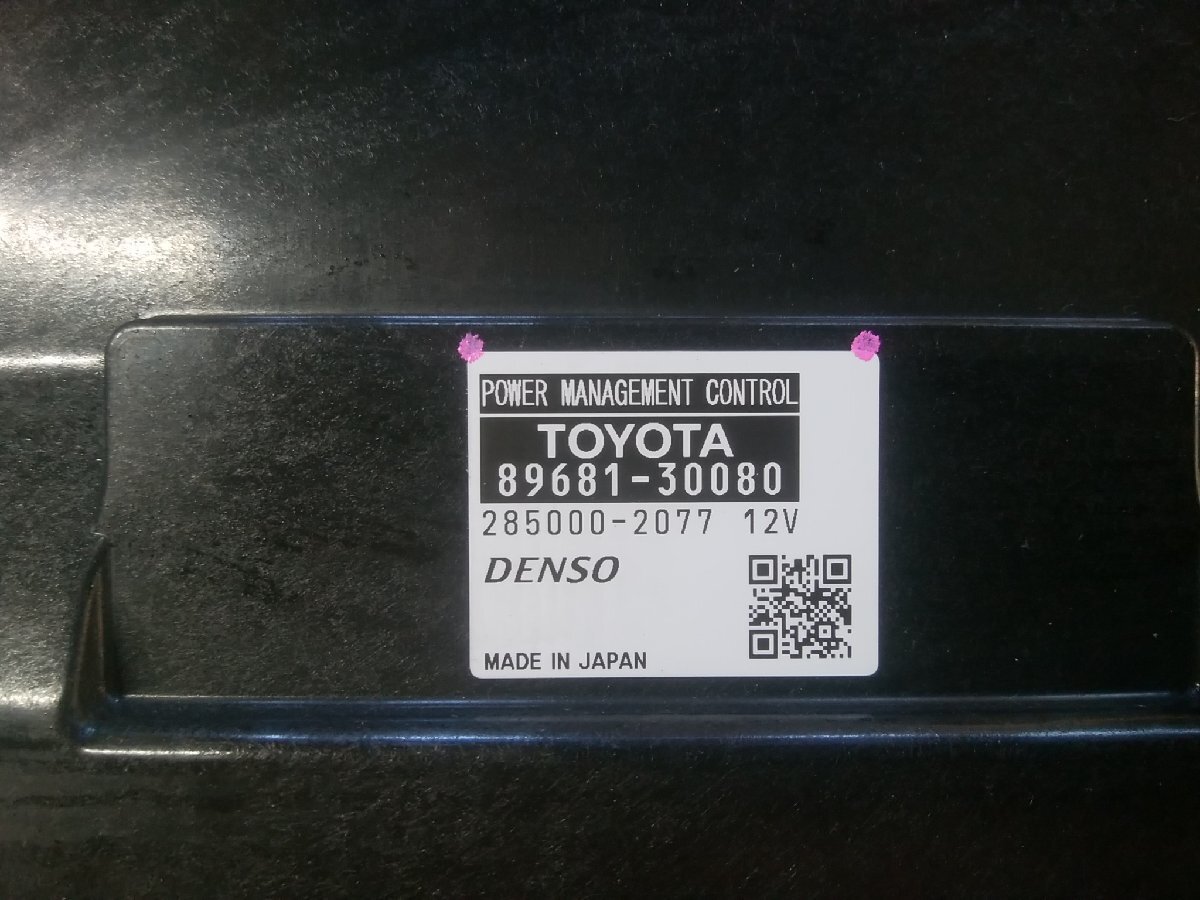 POWER MANAGEMENT CONTROL
TOYOTA
89681-30080
285000-2077 12V
DENSO
MADE IN JAPAN